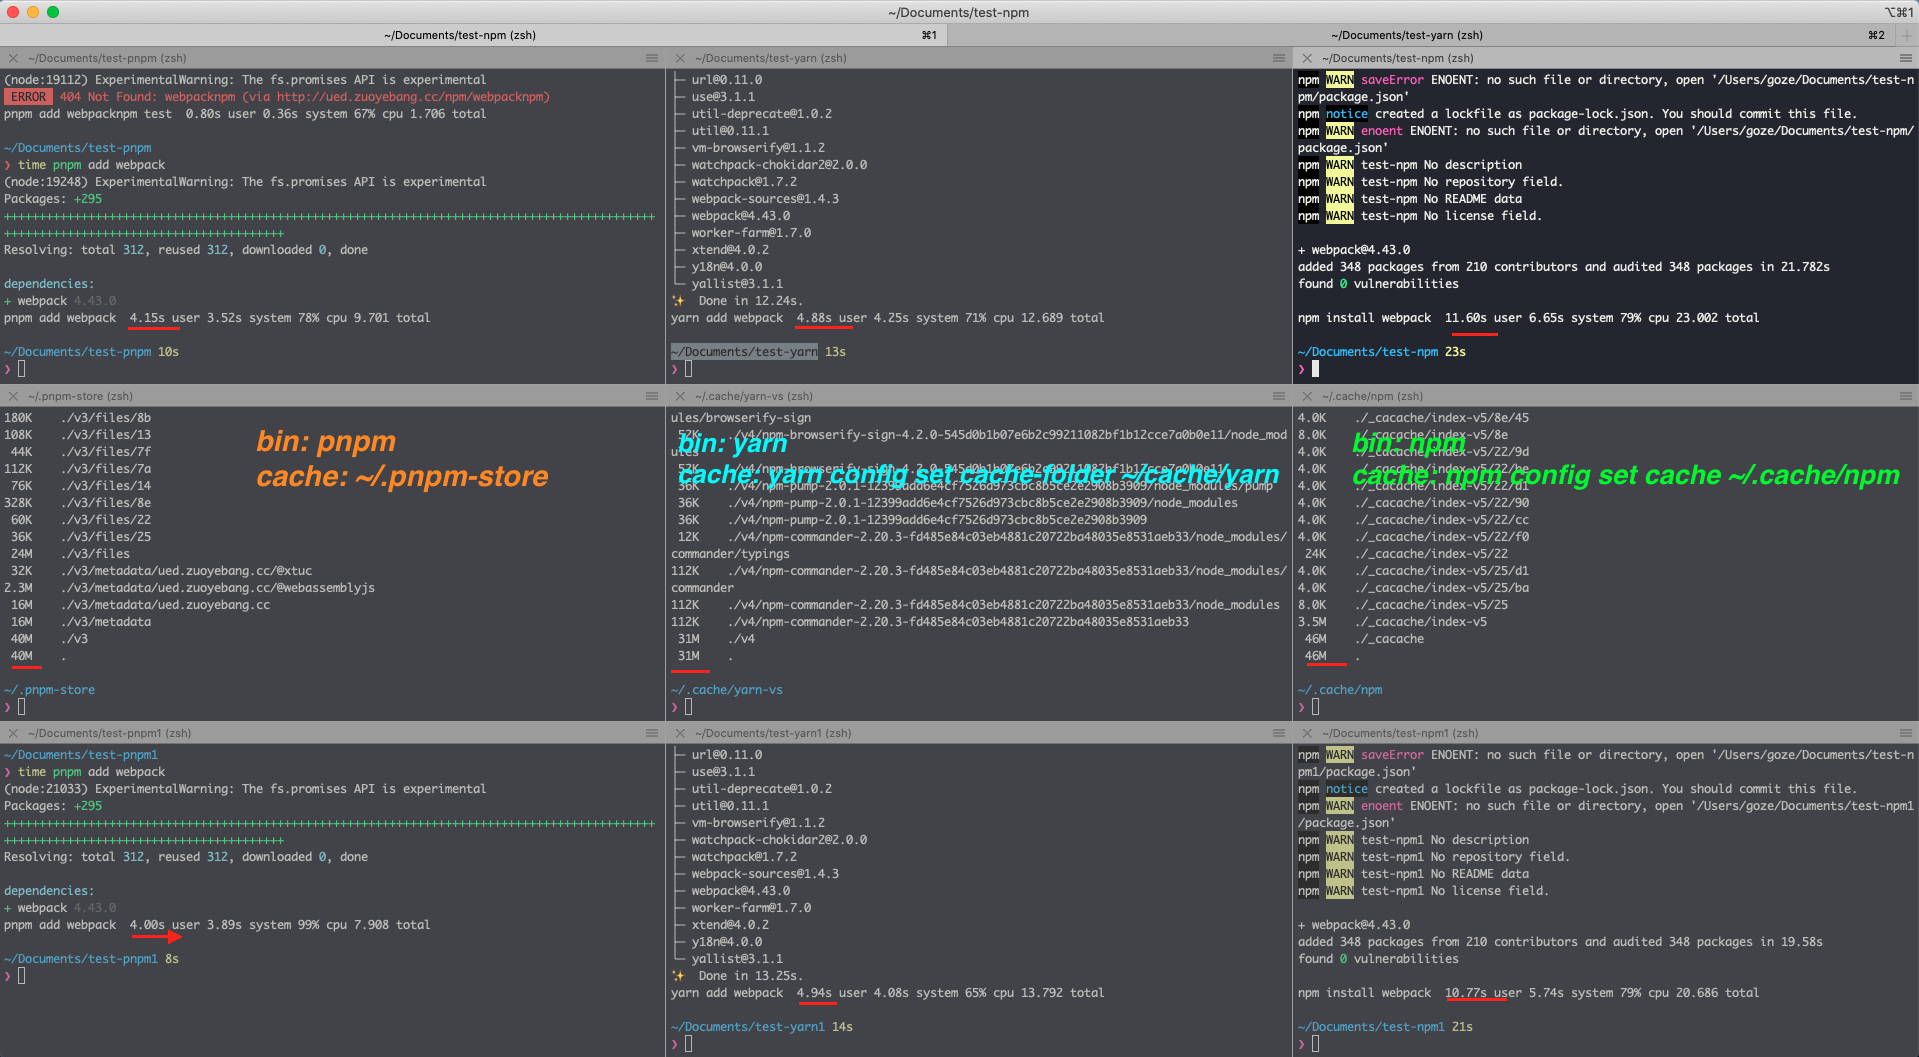 ~/Documents/test-npm
⌥⌘1
~/Documents/test-npm (zsh)
⌘1
~/Documents/test-yarn (zsh)
⌘2
~/Documents/test-pnpm (zsh)
(node:19112) ExperimentalWarning: The fs.promises API is experimental
ERROR 404 Not Found: webpacknpm (via http://ued.zuoyebang.cc/npm/webpacknpm)
pnpm add webpacknpm test 0.80s user 0.36s system 67% cpu 1.706 total
~/Documents/test-pnpm
❯ time pnpm add webpack
(node:19248) ExperimentalWarning: The fs.promises API is experimental
Packages: +295
Resolving: total 312, reused 312, downloaded 0, done
dependencies:
+ webpack 4.43.0
pnpm add webpack 4.15s user 3.52s system 78% cpu 9.701 total
~/Documents/test-pnpm 10s
❯
~/Documents/test-yarn (zsh)
├─ url@0.11.0
├─ use@3.1.1
├─ util-deprecate@1.0.2
├─ util@0.11.1
├─ vm-browserify@1.1.2
├─ watchpack-chokidar2@2.0.0
├─ watchpack@1.7.2
├─ webpack-sources@1.4.3
├─ webpack@4.43.0
├─ worker-farm@1.7.0
├─ xtend@4.0.2
├─ y18n@4.0.0
└─ yallist@3.1.1
✨ Done in 12.24s.
yarn add webpack 4.88s user 4.25s system 71% cpu 12.689 total
~/Documents/test-yarn 13s
❯
~/Documents/test-npm (zsh)
npm WARN saveError ENOENT: no such file or directory, open '/Users/goze/Documents/test-n
pm/package.json'
npm notice created a lockfile as package-lock.json. You should commit this file.
npm WARN enoent ENOENT: no such file or directory, open '/Users/goze/Documents/test-npm/
package.json'
npm WARN test-npm No description
npm WARN test-npm No repository field.
npm WARN test-npm No README data
npm WARN test-npm No license field.
+ webpack@4.43.0
added 348 packages from 210 contributors and audited 348 packages in 21.782s
found 0 vulnerabilities
npm install webpack 11.60s user 6.65s system 79% cpu 23.002 total
~/Documents/test-npm 23s
❯
~/.pnpm-store (zsh)
180K ./v3/files/8b
108K ./v3/files/13
44K ./v3/files/7f
112K ./v3/files/7a
76K ./v3/files/14
328K ./v3/files/8e
60K ./v3/files/22
36K ./v3/files/25
24M ./v3/files
32K ./v3/metadata/ued.zuoyebang.cc/@xtuc
2.3M ./v3/metadata/ued.zuoyebang.cc/@webassemblyjs
16M ./v3/metadata/ued.zuoyebang.cc
16M ./v3/metadata
40M ./v3
40M .
bin: pnpm
cache: ~/.pnpm-store
~/.pnpm-store
❯
~/.cache/yarn-vs (zsh)
ules/browserify-sign
52K ./v4/npm-browserify-sign-4.2.0-545d0b1b07e6b2c99211082bf1b12cce7a0b0e11/node_mod
ules
52K ./v4/npm-browserify-sign-4.2.0-545d0b1b07e6b2c99211082bf1b12cce7a0b0e11
36K ./v4/npm-pump-2.0.1-12399add6e4cf7526d973cbc8b5ce2e2908b3909/node_modules/pump
36K ./v4/npm-pump-2.0.1-12399add6e4cf7526d973cbc8b5ce2e2908b3909/node_modules
36K ./v4/npm-pump-2.0.1-12399add6e4cf7526d973cbc8b5ce2e2908b3909
12K ./v4/npm-commander-2.20.3-fd485e84c03eb4881c20722ba48035e8531aeb33/node_modules/
commander/typings
112K ./v4/npm-commander-2.20.3-fd485e84c03eb4881c20722ba48035e8531aeb33/node_modules/
commander
112K ./v4/npm-commander-2.20.3-fd485e84c03eb4881c20722ba48035e8531aeb33/node_modules
112K ./v4/npm-commander-2.20.3-fd485e84c03eb4881c20722ba48035e8531aeb33
31M ./v4
31M .
bin: yarn
cache: yarn config set cache-folder ~/cache/yarn
~/.cache/yarn-vs
❯
~/.cache/npm (zsh)
4.0K ./_cacache/index-v5/8e/45
8.0K ./_cacache/index-v5/8e
4.0K ./_cacache/index-v5/22/9d
4.0K ./_cacache/index-v5/22/be
4.0K ./_cacache/index-v5/22/d1
4.0K ./_cacache/index-v5/22/90
4.0K ./_cacache/index-v5/22/cc
4.0K ./_cacache/index-v5/22/f0
24K ./_cacache/index-v5/22
4.0K ./_cacache/index-v5/25/d1
4.0K ./_cacache/index-v5/25/ba
8.0K ./_cacache/index-v5/25
3.5M ./_cacache/index-v5
46M ./_cacache
46M .
bin: npm
cache: npm config set cache ~/.cache/npm
~/.cache/npm
❯
~/Documents/test-pnpm1 (zsh)
~/Documents/test-pnpm1
❯ time pnpm add webpack
(node:21033) ExperimentalWarning: The fs.promises API is experimental
Packages: +295
Resolving: total 312, reused 312, downloaded 0, done
dependencies:
+ webpack 4.43.0
pnpm add webpack 4.00s user 3.89s system 99% cpu 7.908 total
~/Documents/test-pnpm1 8s
❯
~/Documents/test-yarn1 (zsh)
├─ url@0.11.0
├─ use@3.1.1
├─ util-deprecate@1.0.2
├─ util@0.11.1
├─ vm-browserify@1.1.2
├─ watchpack-chokidar2@2.0.0
├─ watchpack@1.7.2
├─ webpack-sources@1.4.3
├─ webpack@4.43.0
├─ worker-farm@1.7.0
├─ xtend@4.0.2
├─ y18n@4.0.0
└─ yallist@3.1.1
✨ Done in 13.25s.
yarn add webpack 4.94s user 4.08s system 65% cpu 13.792 total
~/Documents/test-yarn1 14s
❯
~/Documents/test-npm1 (zsh)
npm WARN saveError ENOENT: no such file or directory, open '/Users/goze/Documents/test-n
pm1/package.json'
npm notice created a lockfile as package-lock.json. You should commit this file.
npm WARN enoent ENOENT: no such file or directory, open '/Users/goze/Documents/test-npm1
/package.json'
npm WARN test-npm1 No description
npm WARN test-npm1 No repository field.
npm WARN test-npm1 No README data
npm WARN test-npm1 No license field.
+ webpack@4.43.0
added 348 packages from 210 contributors and audited 348 packages in 19.58s
found 0 vulnerabilities
npm install webpack 10.77s user 5.74s system 79% cpu 20.686 total
~/Documents/test-npm1 21s
❯